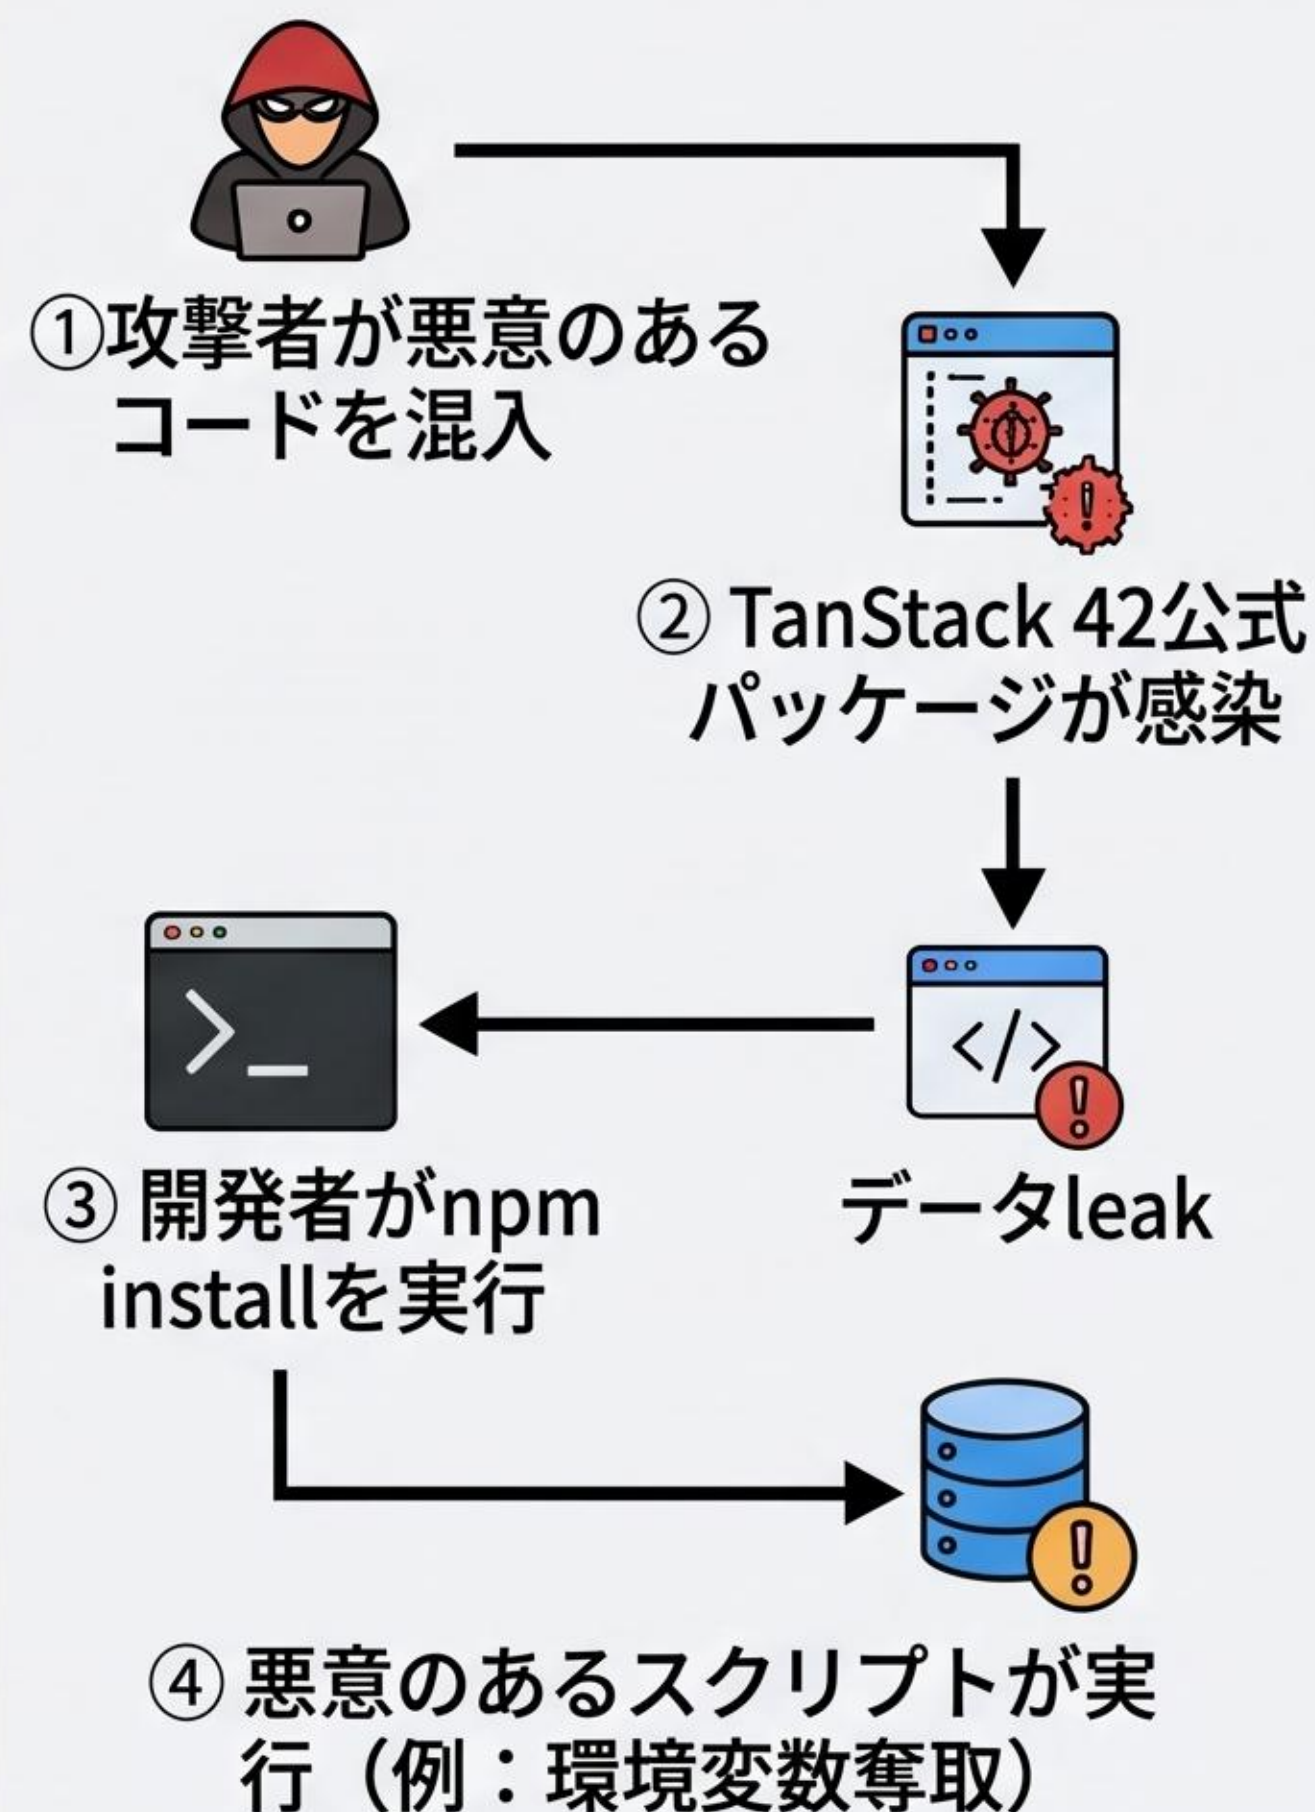 ①攻撃者が悪意のある
コードを混入
② TanStack 42公式
パッケージが感染
データleak
③ 開発者がnpm
installを実行
④ 悪意のあるスクリプトが実
行（例：環境変数奪取）